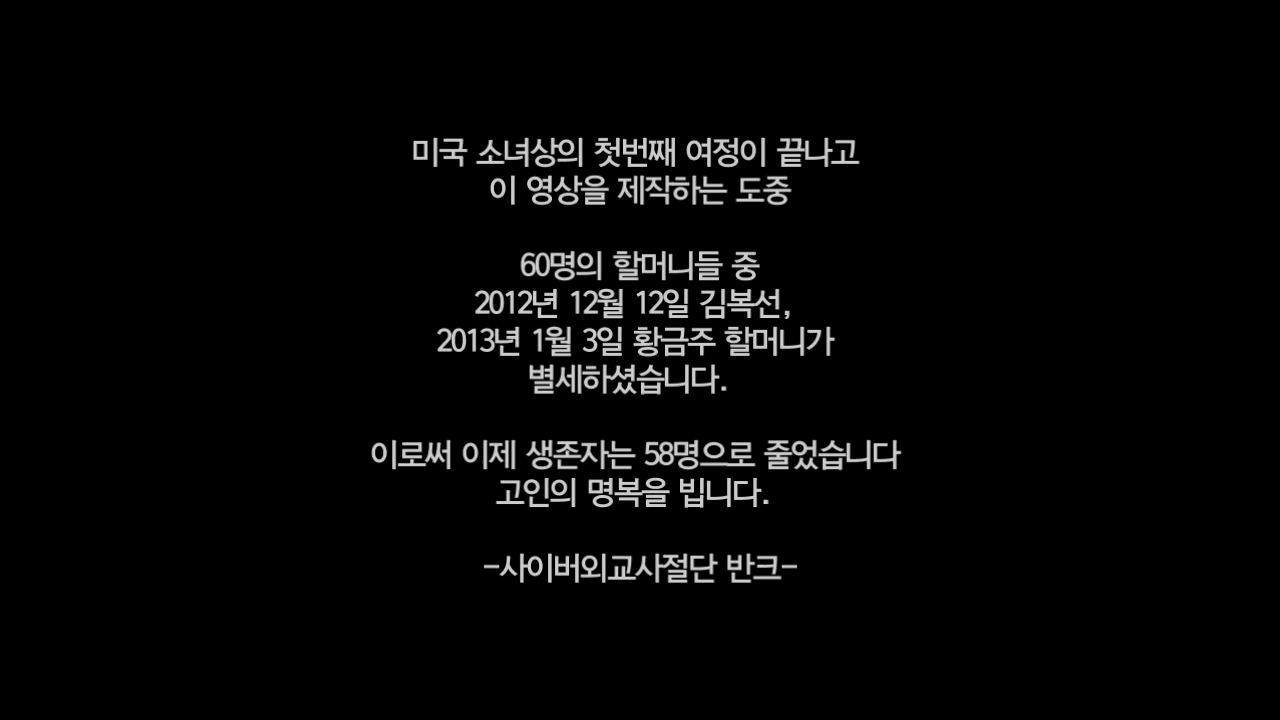 미국 소녀상의 첫번째 여정이 끝나고
이 영상을 제작하는 도중
60명의 할머니들 중
2012년 12월 12일 김복선,
2013년 1월 3일 황금주 할머니가
별세하셨습니다.
이로써 이제 생존자는 58명으로 줄었습니다
고인의 명복을 빕니다.
-사이버외교사절단 반크-